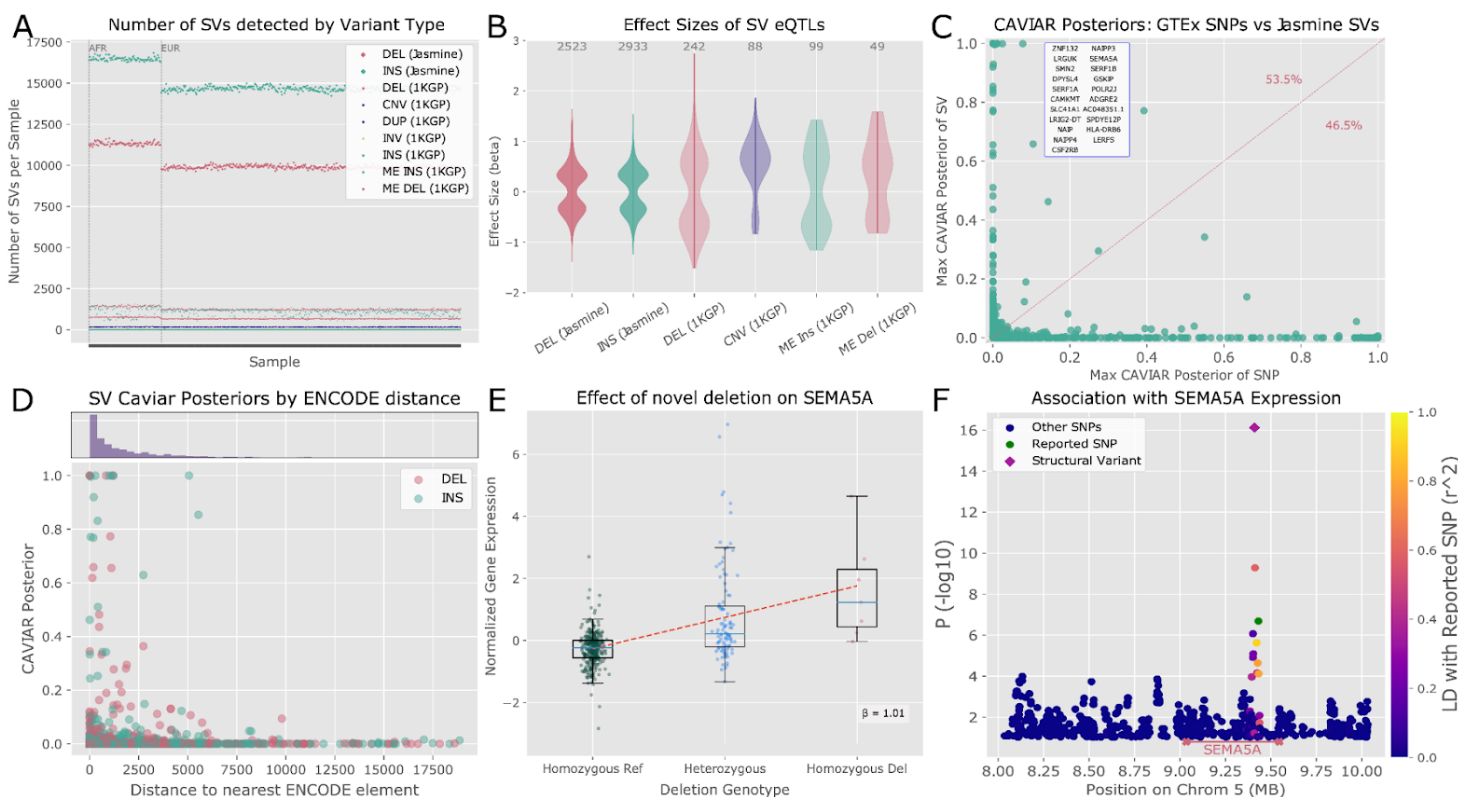 A
Number of SVs detected by Variant Type
Number of SVs per Sample
17500
15000
12500
10000
7500
5000
2500
0
AFR
EUR
DEL (Jasmine)
INS (Jasmine)
DEL (1KGP)
CNV (1KGP)
DUP (1KGP)
INV (1KGP)
INS (1KGP)
ME INS (1KGP)
ME DEL (1KGP)
Sample
B
Effect Sizes of SV eQTLs
Effect Size (beta)
3
2
1
0
−1
−2
2523 2933 242 88 99 49
DEL (Jasmine)
INS (Jasmine)
DEL (1KGP)
CNV (1KGP)
ME Ins (1KGP)
ME Del (1KGP)
C
CAVIAR Posteriors: GTEx SNPs vs Jasmine SVs
Max CAVIAR Posterior of SV
1.0
0.8
0.6
0.4
0.2
0.0
ZNF132 NAIPP3
LRGUK SEMA5A
SMN2 SERF1B
DPYSL4 GSKIP
SERF1A POLR2J
CAMKMT ADGRE2
SLC41A1 AC048351.1
LRIG2-DT SPDYE12P
NAIP HLA-DRB6
NAIPP4 LERFS
CSF2RB
53.5%
46.5%
0.0 0.2 0.4 0.6 0.8 1.0
Max CAVIAR Posterior of SNP
D
SV Caviar Posteriors by ENCODE distance
CAVIAR Posterior
1.0
0.8
0.6
0.4
0.2
0.0
DEL
INS
0 2500 5000 7500 10000 12500 15000 17500
Distance to nearest ENCODE element
E
Effect of novel deletion on SEMA5A
Normalized Gene Expression
6
4
2
0
−2
β = 1.01
Homozygous Ref Heterozygous Homozygous Del
Deletion Genotype
F
Association with SEMA5A Expression
P (-log10)
16
14
12
10
8
6
4
2
Other SNPs
Reported SNP
Structural Variant
SEMA5A
8.00 8.25 8.50 8.75 9.00 9.25 9.50 9.75 10.00
Position on Chrom 5 (MB)
1.0
0.8
0.6
0.4
0.2
0.0
LD with Reported SNP (r^2)